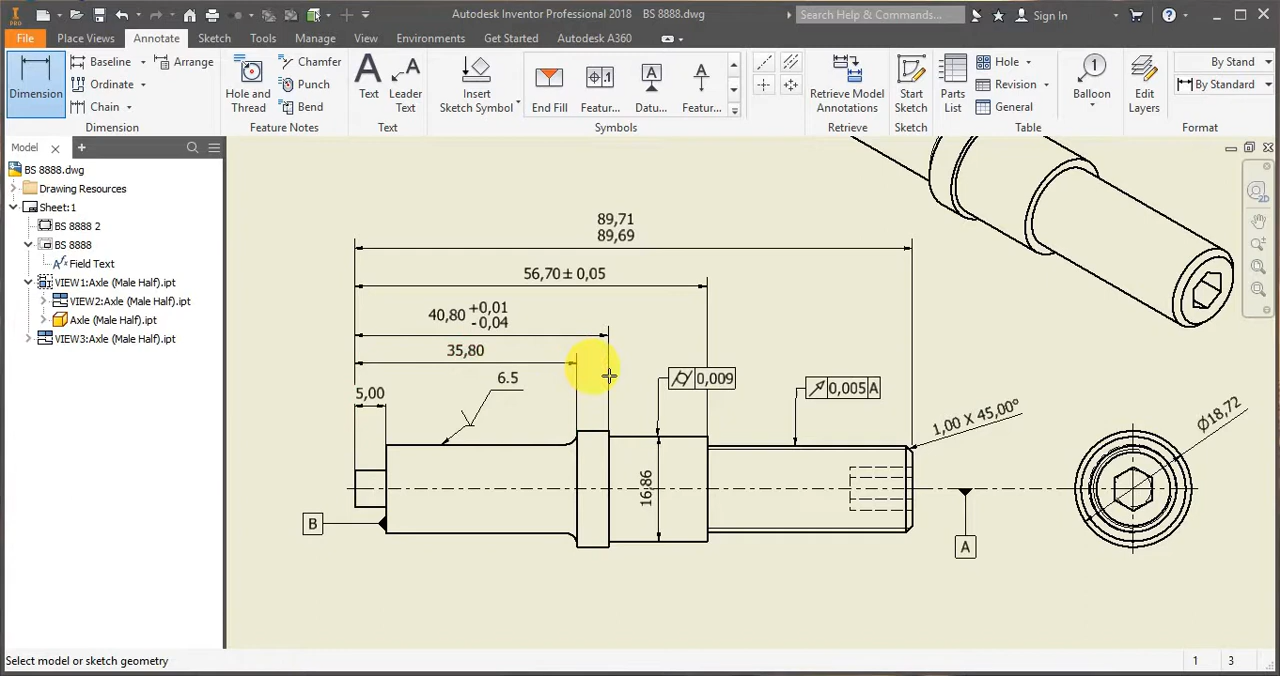 PRO
Autodesk Inventor Professional 2018 BS 8888.dwg
Search Help & Commands...
Sign In
File Place Views Annotate Sketch Tools Manage View Environments Get Started Autodesk A360
Dimension
Baseline
Ordinate
Chain
Arrange
Dimension
Hole and
Thread
Chamfer
Punch
Bend
Feature Notes
Text
Leader
Text
Text
Insert
Sketch Symbol
End Fill
Featur...
Datu...
Featur...
Symbols
Retrieve Model
Annotations
Retrieve
Start
Sketch
Sketch
Parts
List
Hole
Revision
General
Table
Balloon
Edit
Layers
By Stand
By Standard
Format
Model
BS 8888.dwg
Drawing Resources
Sheet:1
BS 8888 2
BS 8888
Field Text
VIEW1:Axle (Male Half).ipt
VIEW2:Axle (Male Half).ipt
Axle (Male Half).ipt
VIEW3:Axle (Male Half).ipt
2D
89,71
89,69
56,70± 0,05
40,80 +0,01
- 0,04
35,80
5,00
6.5
0,009
0,005 A
1,00 X 45,00°
Ø18,72
16,86
B
A
1
Select model or sketch geometry
1 3